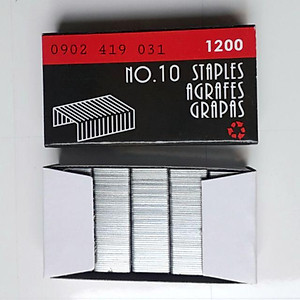 0902 419 031 1200
NO.10 STAPLES
AGRAFES
GRAPAS